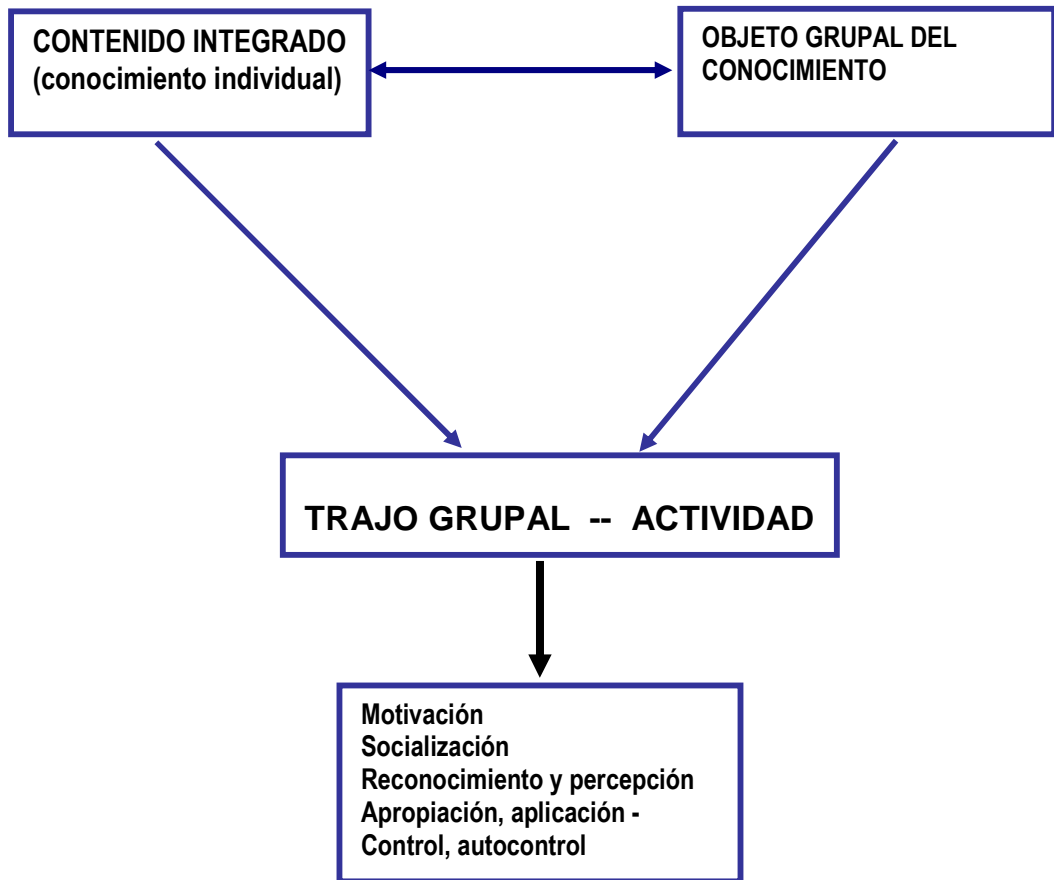 CONTENIDO INTEGRADO
(conocimiento individual)
OBJETO GRUPAL DEL
CONOCIMIENTO
TRAJO GRUPAL -- ACTIVIDAD
Motivación
Socialización
Reconocimiento y percepción
Apropiación, aplicación -
Control, autocontrol